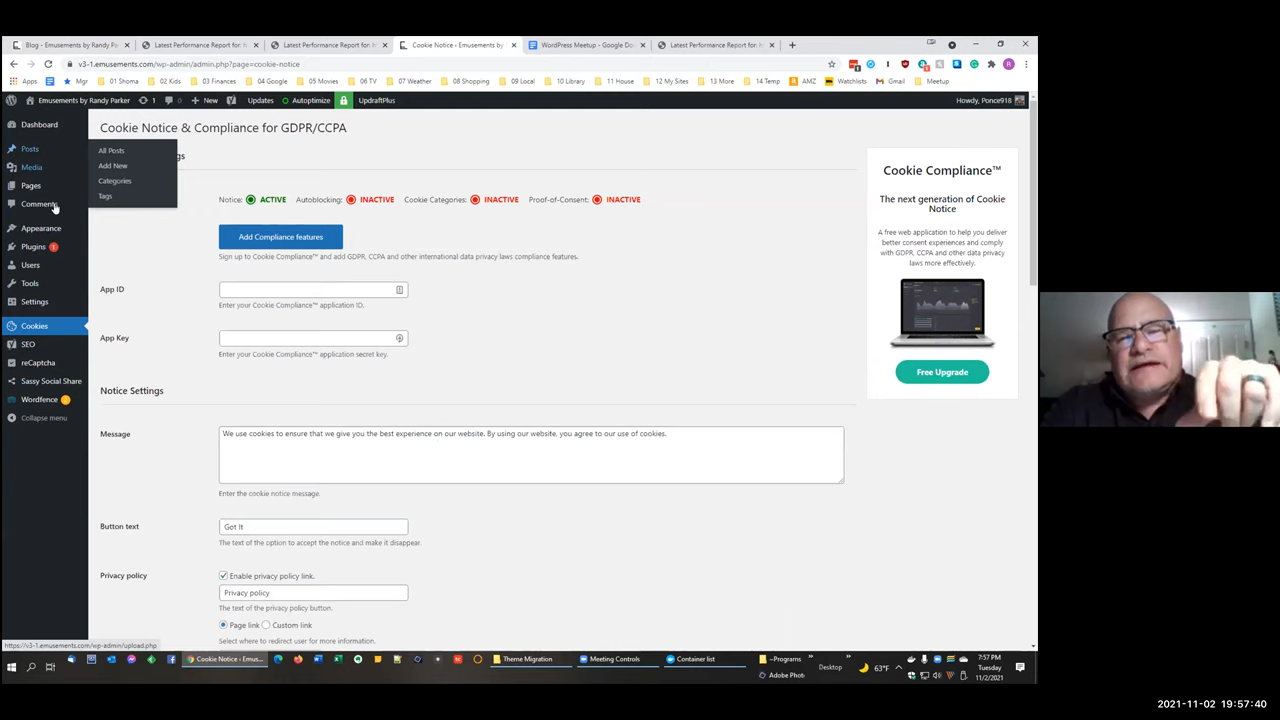 Blog - Emusements by Randy P
Latest Performance Report for: h
Latest Performance Report for: h
Cookie Notice ‹ Emusements by
WordPress Meetup - Google Do
Latest Performance Report for: h
v3-1.emusements.com/wp-admin/admin.php?page=cookie-notice
Apps
Mgr
01 Shoma
02 Kids
03 Finances
04 Google
05 Movies
06 TV
07 Weather
08 Shopping
09 Local
10 Library
11 House
12 My Sites
13 More
14 Temp
AMZ
Watchlists
Gmail
Meetup
Emusements by Randy Parker
1
0
New
Updates
Autoptimize
UpdraftPlus
Howdy, Ponce918
Dashboard
Posts
Media
Pages
Comments
Appearance
Plugins 1
Users
Tools
Settings
Cookies
SEO
reCaptcha
Sassy Social Share
Wordfence 2
Collapse menu
All Posts
Add New
Categories
Tags
Cookie Notice & Compliance for GDPR/CCPA
gs
Notice: ACTIVE Autoblocking: INACTIVE Cookie Categories: INACTIVE Proof-of-Consent: INACTIVE
Add Compliance features
Sign up to Cookie Compliance™ and add GDPR, CCPA and other international data privacy laws compliance features.
App ID
Enter your Cookie Compliance™ application ID.
App Key
Enter your Cookie Compliance™ application secret key.
Notice Settings
Message
We use cookies to ensure that we give you the best experience on our website. By using our website, you agree to our use of cookies.
Enter the cookie notice message.
Button text
Got It
The text of the option to accept the notice and make it disappear.
Privacy policy
Enable privacy policy link.
Privacy policy
The text of the privacy policy button.
Page link
Custom link
Select where to redirect user for more information.
Cookie Compliance™
The next generation of Cookie
Notice
A free web application to help you deliver
better consent experiences and comply
with GDPR, CCPA and other data privacy
laws more effectively.
Free Upgrade
https://v3-1.emusements.com/wp-admin/upload.php
Cookie Notice ‹ Emus...
Theme Migration
Meeting Controls
Container list
~Programs
Adobe Phot
Desktop
63°F
7:57 PM
Tuesday
11/2/2021
2021-11-02 19:57:40